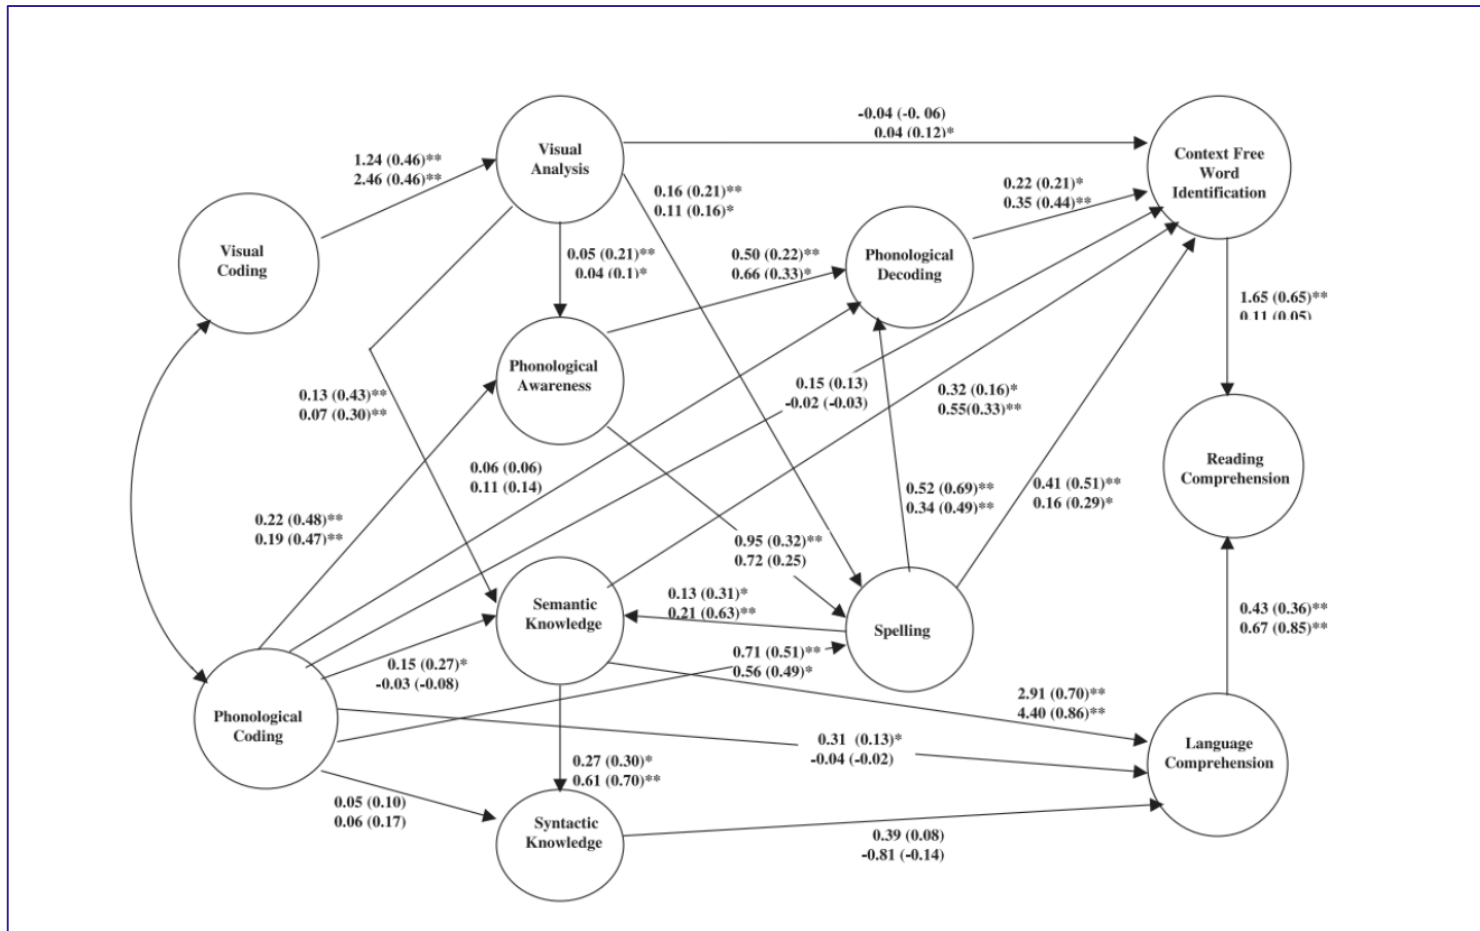 -0.04 (-0. 06)
0.04 (0.12)*
Visual
Analysis
Context Free
Word
Identification
1.24 (0.46)**
2.46 (0.46)**
0.16 (0.21)**
0.11 (0.16)*
0.22 (0.21)*
0.35 (0.44)**
Visual
Coding
0.05 (0.21)**
0.04 (0.1)*
0.50 (0.22)**
0.66 (0.33)*
Phonological
Decoding
1.65 (0.65)**
0.11 (0.05)
Phonological
Awareness
0.13 (0.43)**
0.07 (0.30)**
0.15 (0.13)
-0.02 (-0.03)
0.32 (0.16)*
0.55(0.33)**
0.06 (0.06)
0.11 (0.14)
Reading
Comprehension
0.52 (0.69)**
0.34 (0.49)**
0.41 (0.51)**
0.16 (0.29)*
0.22 (0.48)**
0.19 (0.47)**
0.95 (0.32)**
0.72 (0.25)
Semantic
Knowledge
0.13 (0.31)*
0.21 (0.63)**
Spelling
0.43 (0.36)**
0.67 (0.85)**
0.15 (0.27)*
-0.03 (-0.08)
0.71 (0.51)**
0.56 (0.49)*
2.91 (0.70)**
4.40 (0.86)**
Phonological
Coding
0.31 (0.13)*
-0.04 (-0.02)
Language
Comprehension
0.27 (0.30)*
0.61 (0.70)**
0.05 (0.10)
0.06 (0.17)
Syntactic
Knowledge
0.39 (0.08)
-0.81 (-0.14)